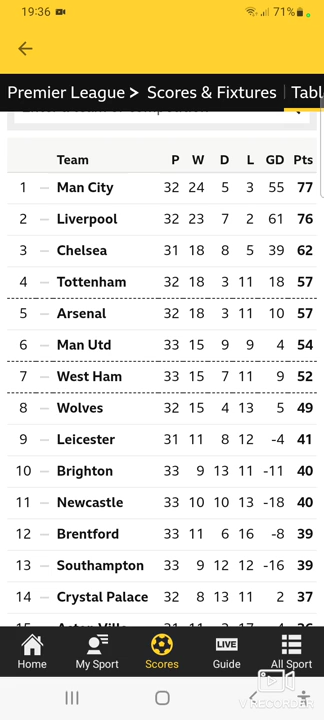 19:36 71%
Premier League > Scores & Fixtures Tabl
Team P W D L GD Pts
1 Man City 32 24 5 3 55 77
2 Liverpool 32 23 7 2 61 76
3 Chelsea 31 18 8 5 39 62
4 Tottenham 32 18 3 11 18 57
5 Arsenal 32 18 3 11 10 57
6 Man Utd 33 15 9 9 4 54
7 West Ham 33 15 7 11 9 52
8 Wolves 32 15 4 13 5 49
9 Leicester 31 11 8 12 -4 41
10 Brighton 33 9 13 11 -11 40
11 Newcastle 33 10 10 13 -18 40
12 Brentford 33 11 6 16 -8 39
13 Southampton 33 9 12 12 -16 39
14 Crystal Palace 32 8 13 11 2 37
Home My Sport Scores LIVE Guide All Sport
V RECORDER